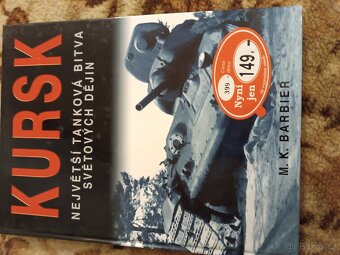 KURSK
NEJVĚTŠÍ TANKOVÁ BITVA
SVĚTOVÝCH DĚJIN
399,-
Nyní
jen
149,-
M. K. BARBIER